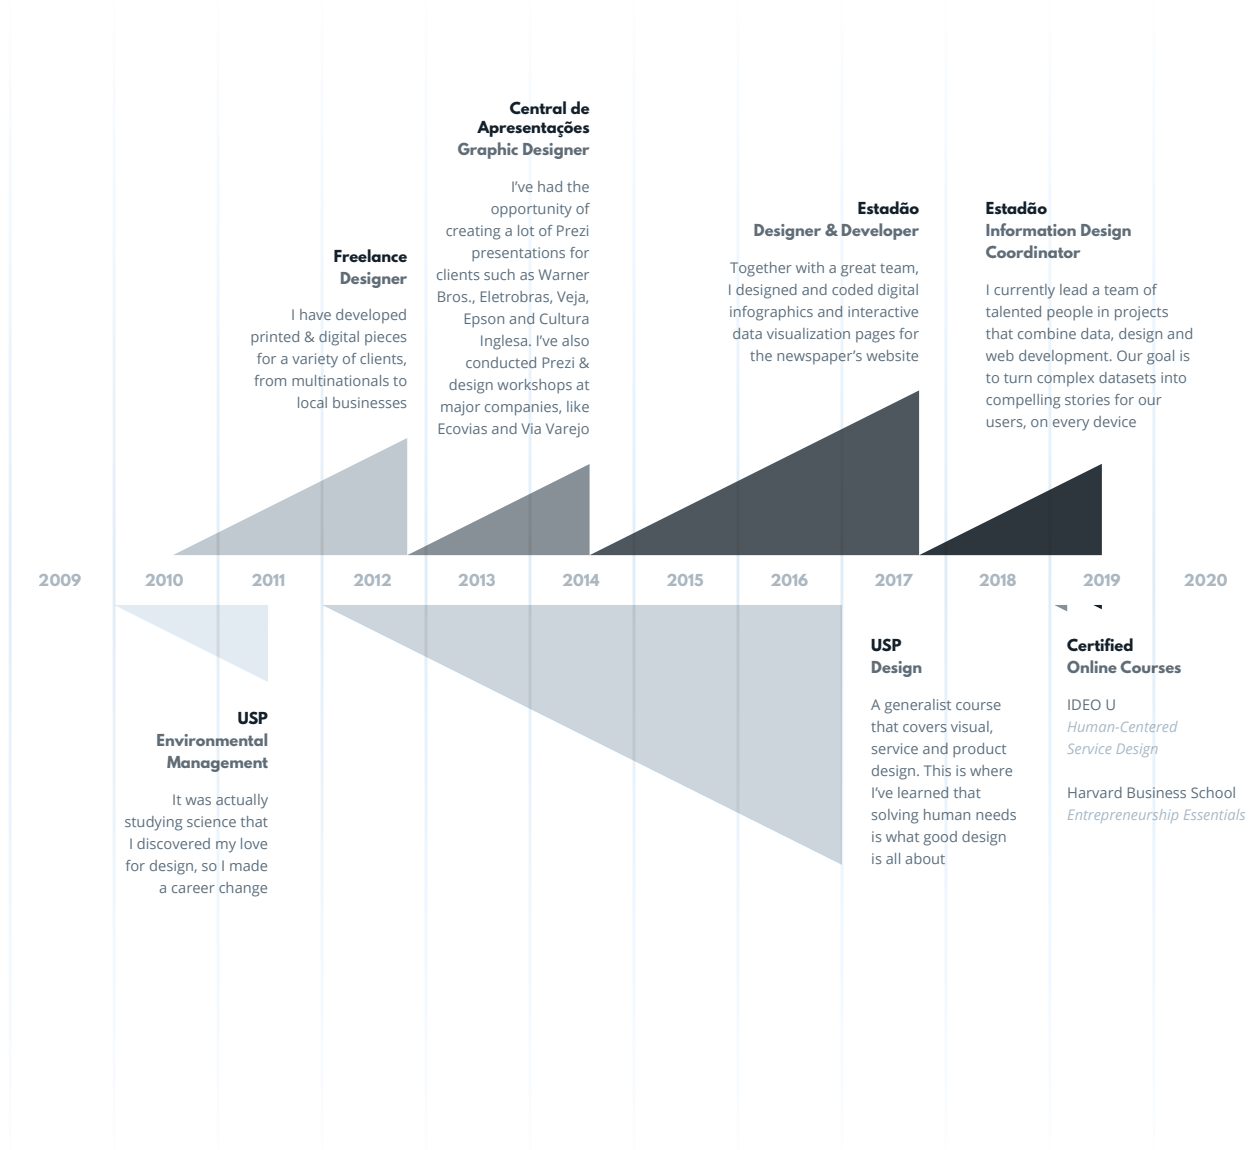 Central de
Apresentações
Graphic Designer
I’ve had the
opportunity of
creating a lot of Prezi
presentations for
clients such as Warner
Bros., Eletrobras, Veja,
Epson and Cultura
Inglesa. I’ve also
conducted Prezi &
design workshops at
major companies, like
Ecovias and Via Varejo
Freelance
Designer
I have developed
printed & digital pieces
for a variety of clients,
from multinationals to
local businesses
Estadão
Designer & Developer
Together with a great team,
I designed and coded digital
infographics and interactive
data visualization pages for
the newspaper’s website
Estadão
Information Design
Coordinator
I currently lead a team of
talented people in projects
that combine data, design and
web development. Our goal is
to turn complex datasets into
compelling stories for our
users, on every device
2009
2010
2011
2012
2013
2014
2015
2016
2017
2018
2019
2020
USP
Environmental
Management
It was actually
studying science that
I discovered my love
for design, so I made
a career change
USP
Design
A generalist course
that covers visual,
service and product
design. This is where
I’ve learned that
solving human needs
is what good design
is all about
Certified
Online Courses
IDEO U
Human-Centered
Service Design
Harvard Business School
Entrepreneurship Essentials